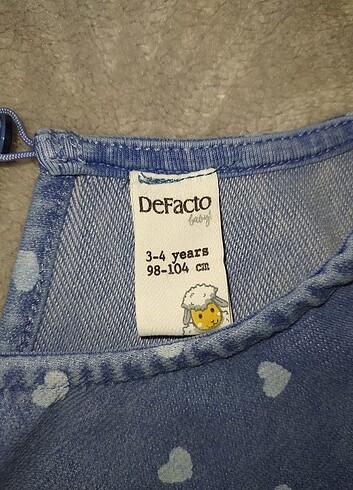 DeFacto
baby!
3-4 years
98-104 cm